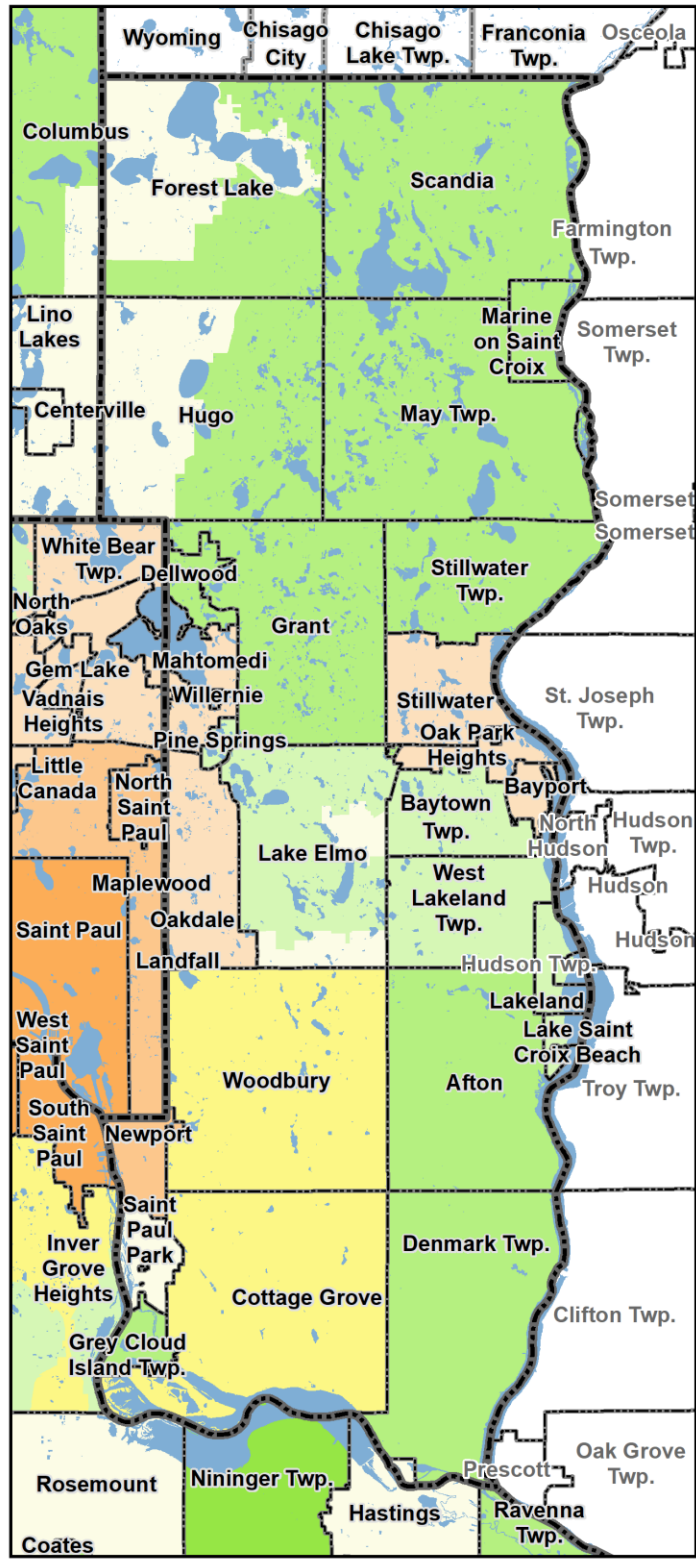 Wyoming
Chisago
City
Chisago
Lake Twp.
Franconia
Twp.
Osceola
Columbus
Forest Lake
Scandia
Farmington
Twp.
Lino
Lakes
Marine
on Saint
Croix
Somerset
Twp.
Centerville
Hugo
May Twp.
Somerset
Somerset
White Bear
Twp.
Dellwood
Stillwater
Twp.
North
Oaks
Grant
Gem Lake
Mahtomedi
Willernie
Vadnais
Heights
Stillwater
St. Joseph
Twp.
Pine Springs
Oak Park
Heights
Little
Canada
North
Saint
Paul
Bayport
Baytown
Twp.
North
Hudson
Hudson
Twp.
Lake Elmo
Maplewood
West
Lakeland
Twp.
Hudson
Oakdale
Saint Paul
Hudson
Landfall
Hudson Twp.
Lakeland
West
Saint
Paul
Lake Saint
Croix Beach
Woodbury
Afton
Troy Twp.
South
Saint
Paul
Newport
Saint
Paul
Park
Inver
Grove
Heights
Denmark Twp.
Cottage Grove
Clifton Twp.
Grey Cloud
Island Twp.
Rosemount
Nininger Twp.
Prescott
Oak Grove
Twp.
Hastings
Ravenna
Twp.
Coates